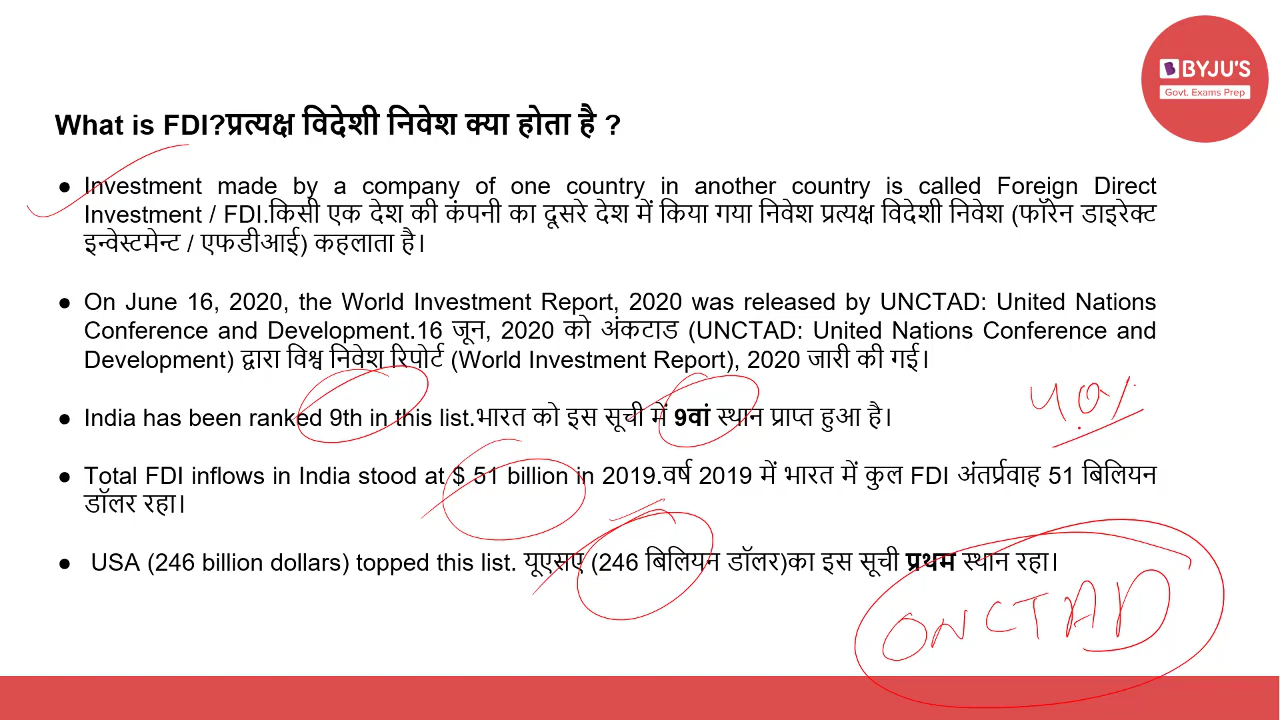 BYJU'S
Govt. Exams Prep
What is FDI?प्रत्यक्ष विदेशी निवेश क्या होता है ?
● Investment made by a company of one country in another country is called Foreign Direct
Investment / FDI.किसी एक देश की कंपनी का दूसरे देश में किया गया निवेश प्रत्यक्ष विदेशी निवेश (फॉरेन डाइरेक्ट
इन्वेस्टमेन्ट / एफडीआई) कहलाता है।
● On June 16, 2020, the World Investment Report, 2020 was released by UNCTAD: United Nations
Conference and Development.16 जून, 2020 को अंकटाड (UNCTAD: United Nations Conference and
Development) द्वारा विश्व निवेश रिपोर्ट (World Investment Report), 2020 जारी की गई।
● India has been ranked 9th in this list.भारत को इस सूची में 9वां स्थान प्राप्त हुआ है।
● Total FDI inflows in India stood at $ 51 billion in 2019.वर्ष 2019 में भारत में कुल FDI अंतर्प्रवाह 51 बिलियन
डॉलर रहा।
● USA (246 billion dollars) topped this list. यूएसए (246 बिलियन डॉलर)का इस सूची प्रथम स्थान रहा।
UNCTAD